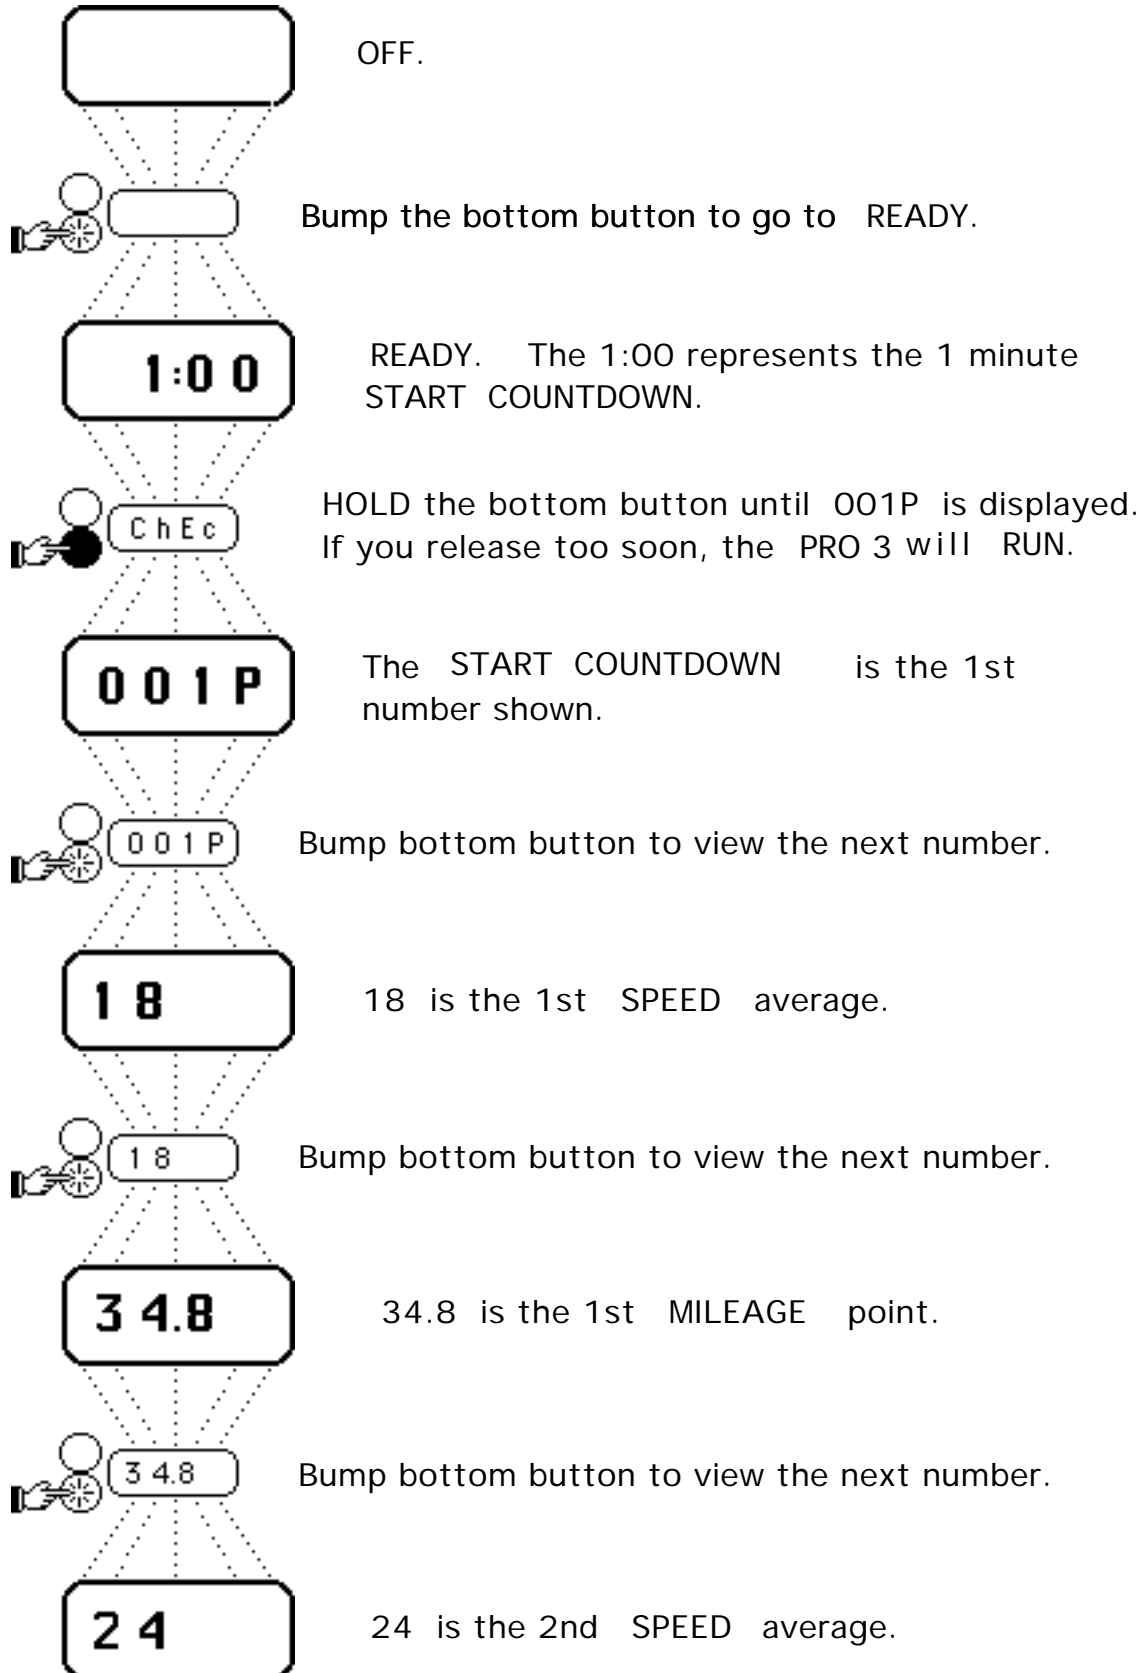 OFF.
Bump the bottom button to go to READY.
1:00
READY. The 1:00 represents the 1 minute
START COUNTDOWN.
ChEc
HOLD the bottom button until 001P is displayed.
If you release too soon, the PRO 3 will RUN.
001P
The START COUNTDOWN is the 1st
number shown.
001P
Bump bottom button to view the next number.
18
18 is the 1st SPEED average.
18
Bump bottom button to view the next number.
34.8
34.8 is the 1st MILEAGE point.
34.8
Bump bottom button to view the next number.
24
24 is the 2nd SPEED average.